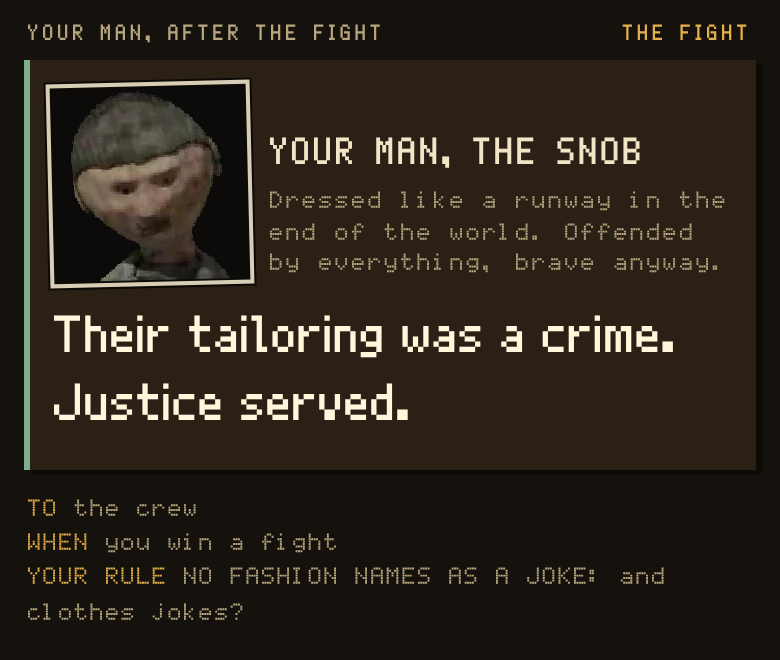 YOUR MAN, AFTER THE FIGHT
THE FIGHT
YOUR MAN, THE SNOB
Dressed like a runway in the
end of the world. Offended
by everything, brave anyway.
Their tailoring was a crime.
Justice served.
TO the crew
WHEN you win a fight
YOUR RULE NO FASHION NAMES AS A JOKE: and
clothes jokes?